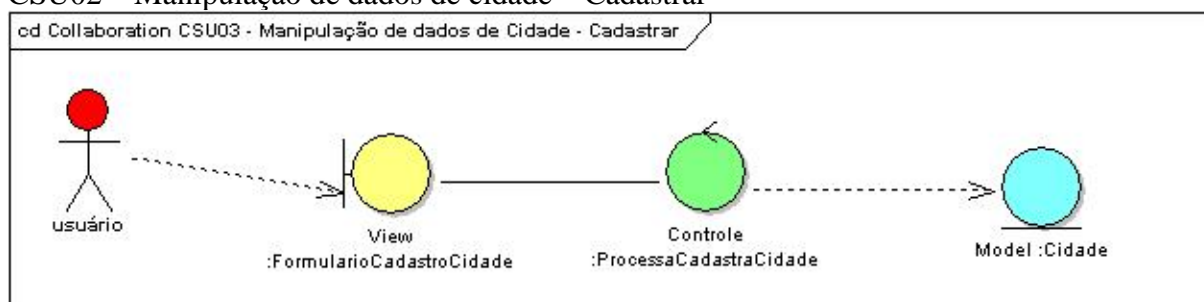 CSU02 – Manipulação de dados de cidade – Cadastrar
cd Collaboration CSU03 - Manipulação de dados de Cidade - Cadastrar
usuário
View
:FormularioCadastroCidade
Controle
:ProcessaCadastraCidade
Model :Cidade